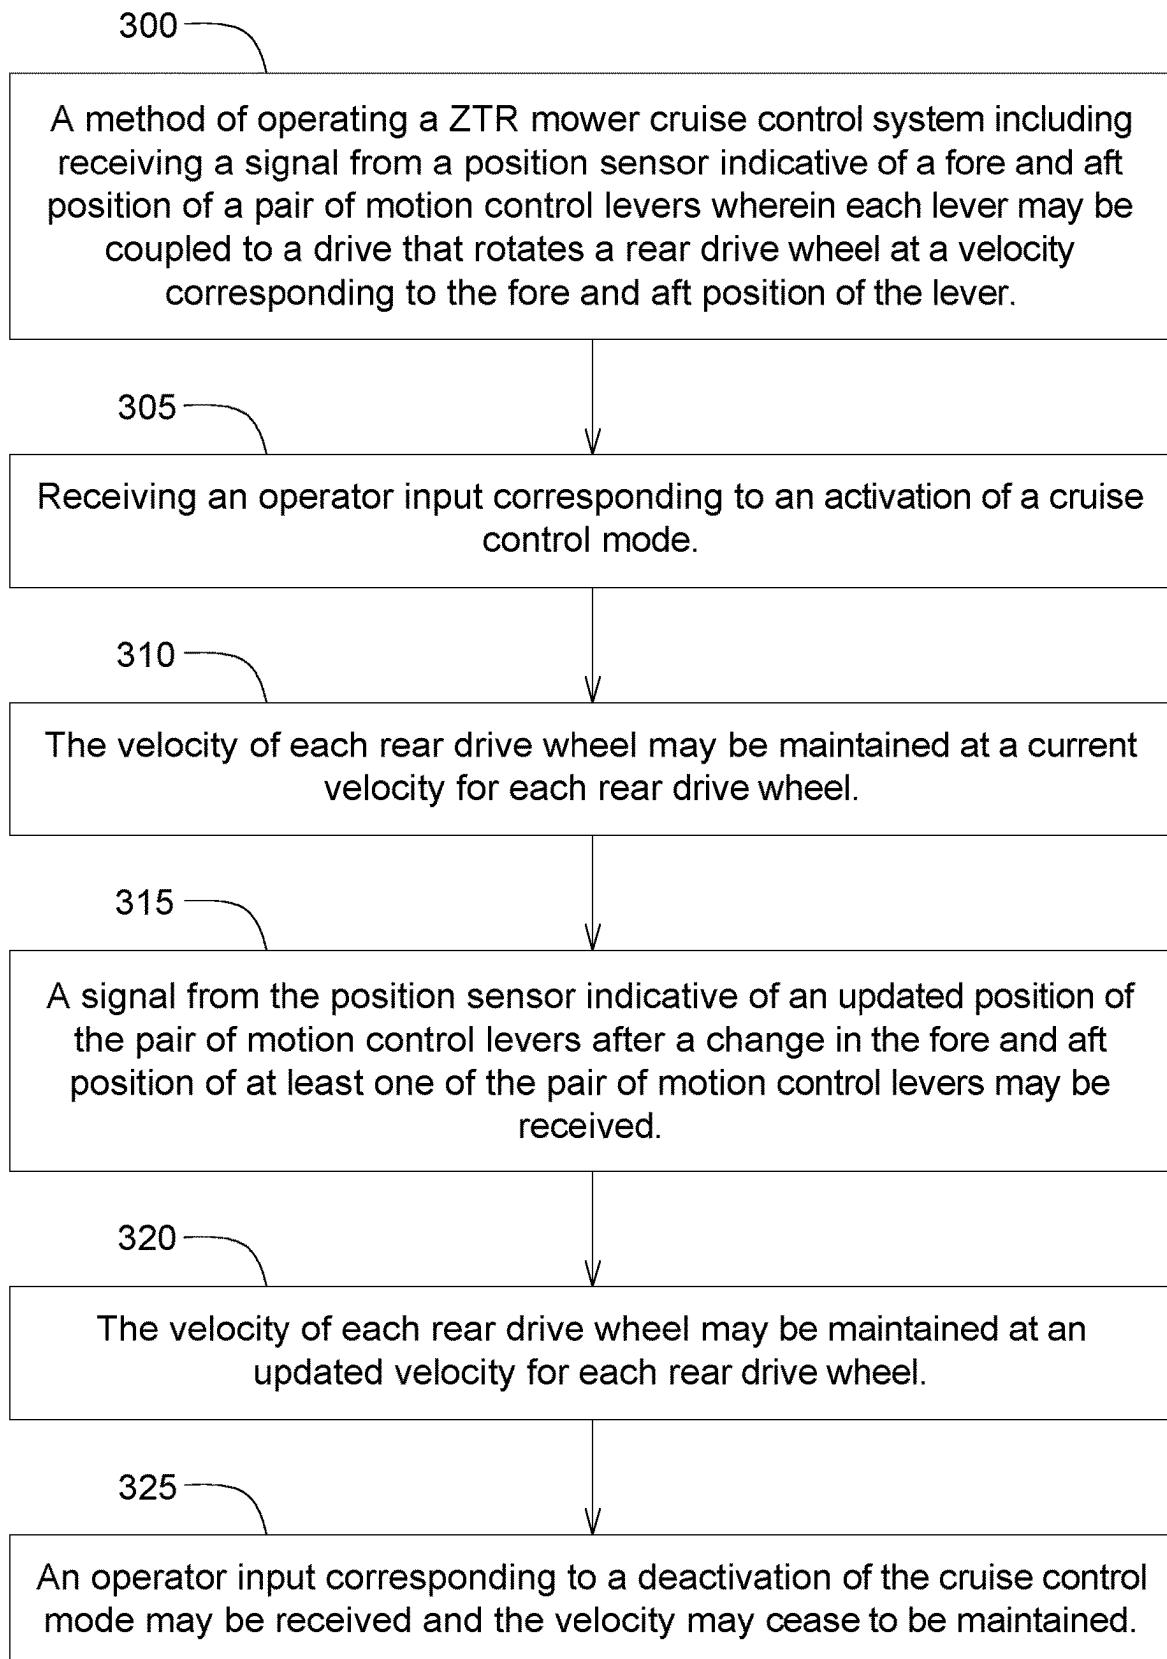 300
A method of operating a ZTR mower cruise control system including
receiving a signal from a position sensor indicative of a fore and aft
position of a pair of motion control levers wherein each lever may be
coupled to a drive that rotates a rear drive wheel at a velocity
corresponding to the fore and aft position of the lever.
305
Receiving an operator input corresponding to an activation of a cruise
control mode.
310
The velocity of each rear drive wheel may be maintained at a current
velocity for each rear drive wheel.
315
A signal from the position sensor indicative of an updated position of
the pair of motion control levers after a change in the fore and aft
position of at least one of the pair of motion control levers may be
received.
320
The velocity of each rear drive wheel may be maintained at an
updated velocity for each rear drive wheel.
325
An operator input corresponding to a deactivation of the cruise control
mode may be received and the velocity may cease to be maintained.